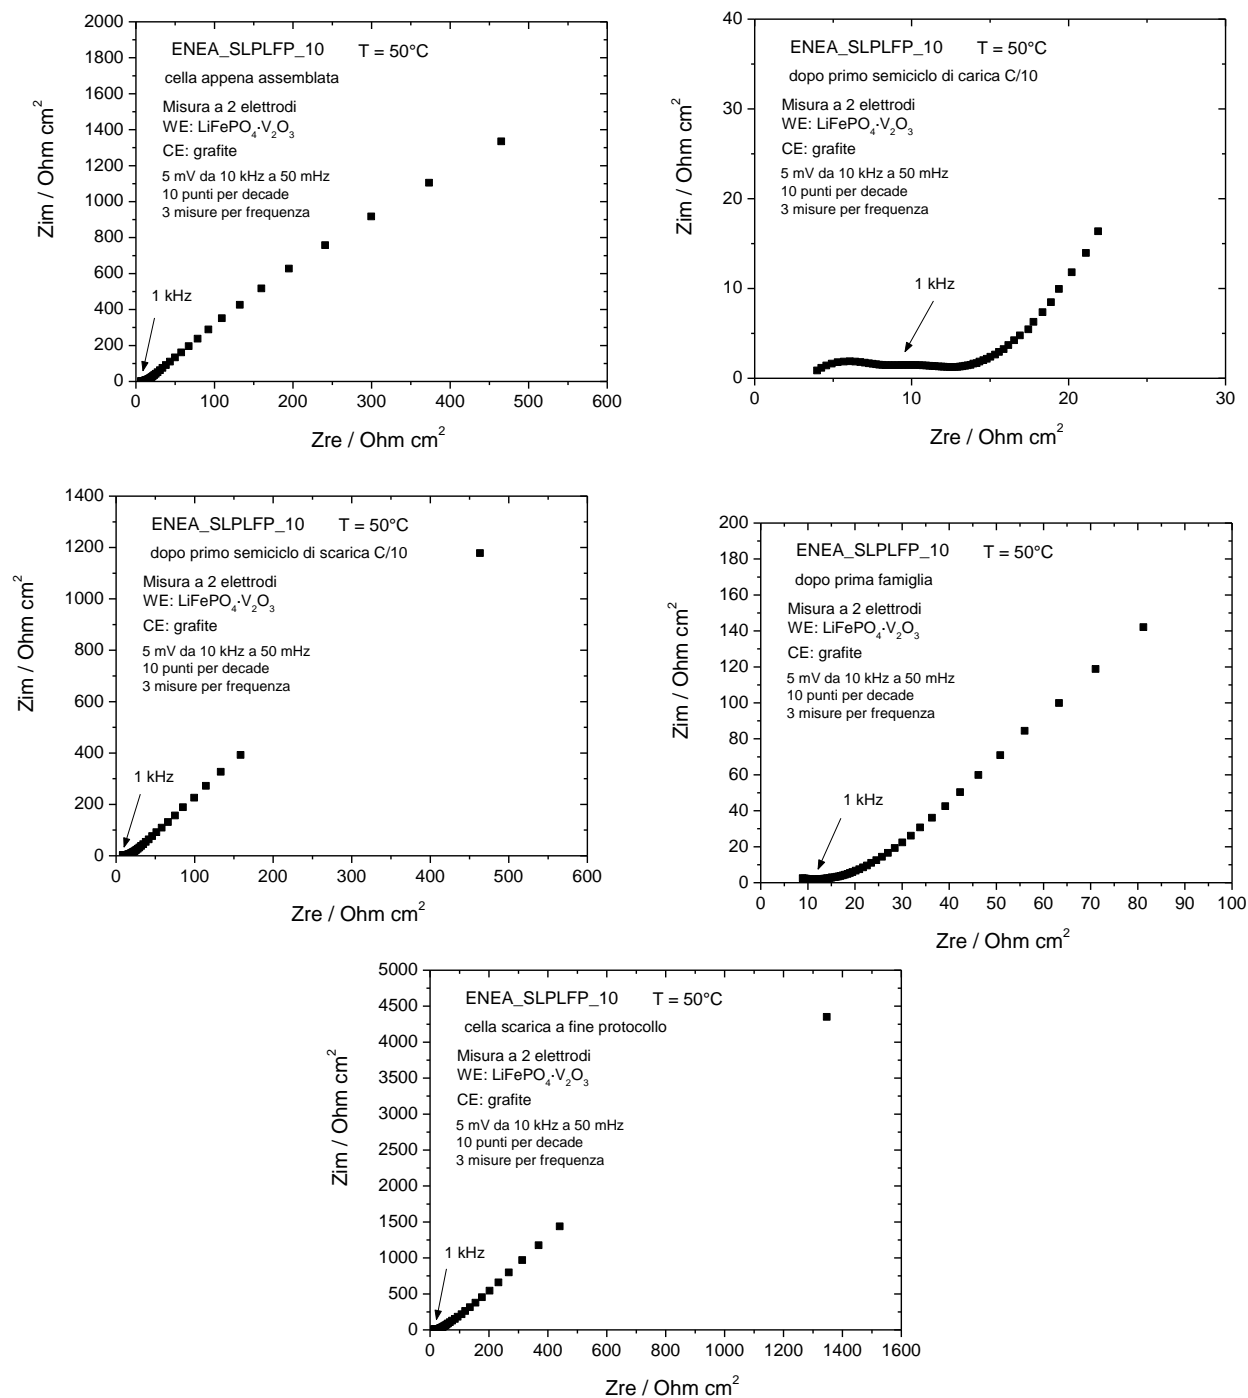 ENEA_SLPLFP_10 T = 50°C
cella appena assemblata
Misura a 2 elettrodi
WE: LiFePO4·V2O3
CE: grafite
5 mV da 10 kHz a 50 mHz
10 punti per decade
3 misure per frequenza
1 kHz
2000
1800
1600
1400
1200
1000
800
600
400
200
0
0 100 200 300 400 500 600
Zim / Ohm cm2
Zre / Ohm cm2
ENEA_SLPLFP_10 T = 50°C
dopo primo semiciclo di carica C/10
Misura a 2 elettrodi
WE: LiFePO4·V2O3
CE: grafite
5 mV da 10 kHz a 50 mHz
10 punti per decade
3 misure per frequenza
1 kHz
40
30
20
10
0
0 10 20 30
Zim / Ohm cm2
Zre / Ohm cm2
ENEA_SLPLFP_10 T = 50°C
dopo primo semiciclo di scarica C/10
Misura a 2 elettrodi
WE: LiFePO4·V2O3
CE: grafite
5 mV da 10 kHz a 50 mHz
10 punti per decade
3 misure per frequenza
1 kHz
1400
1200
1000
800
600
400
200
0
0 100 200 300 400 500 600
Zim / Ohm cm2
Zre / Ohm cm2
ENEA_SLPLFP_10 T = 50°C
dopo prima famiglia
Misura a 2 elettrodi
WE: LiFePO4·V2O3
CE: grafite
5 mV da 10 kHz a 50 mHz
10 punti per decade
3 misure per frequenza
1 kHz
200
180
160
140
120
100
80
60
40
20
0
0 10 20 30 40 50 60 70 80 90 100
Zim / Ohm cm2
Zre / Ohm cm2
ENEA_SLPLFP_10 T = 50°C
cella scarica a fine protocollo
Misura a 2 elettrodi
WE: LiFePO4·V2O3
CE: grafite
5 mV da 10 kHz a 50 mHz
10 punti per decade
3 misure per frequenza
1 kHz
5000
4500
4000
3500
3000
2500
2000
1500
1000
500
0
0 200 400 600 800 1000 1200 1400 1600
Zim / Ohm cm2
Zre / Ohm cm2